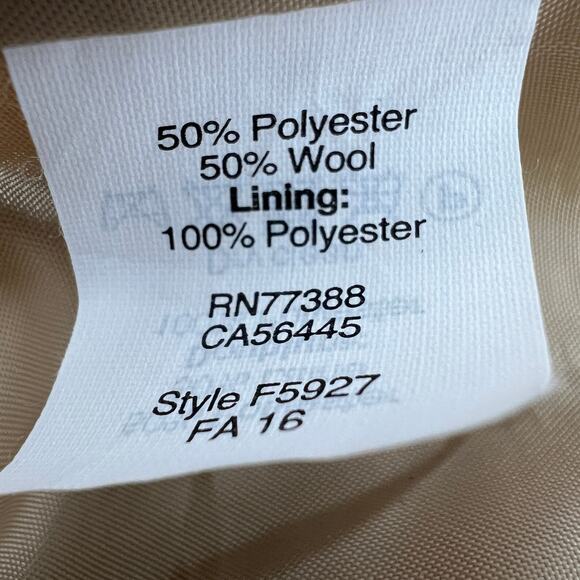 50% Polyester
50% Wool
Lining:
100% Polyester
RN77388
CA56445
Style F5927
FA 16